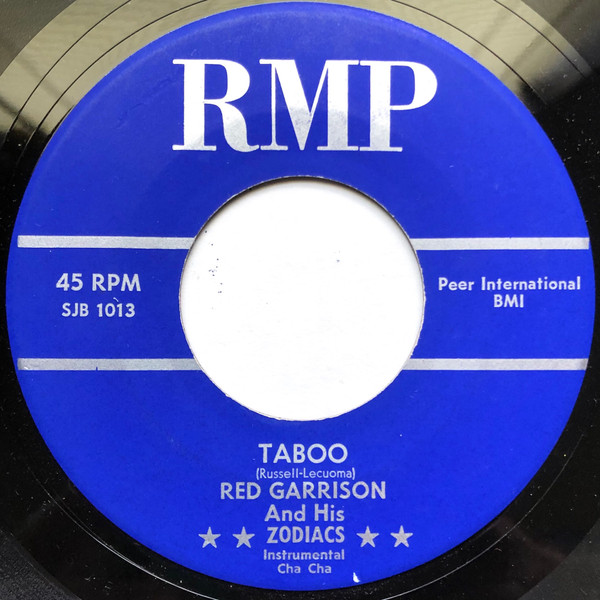 RMP
45 RPM
SJB 1013
Peer International
BMI
TABOO
(Russell-Lecuoma)
RED GARRISON
And His
★ ★ ZODIACS ★ ★
Instrumental
Cha Cha